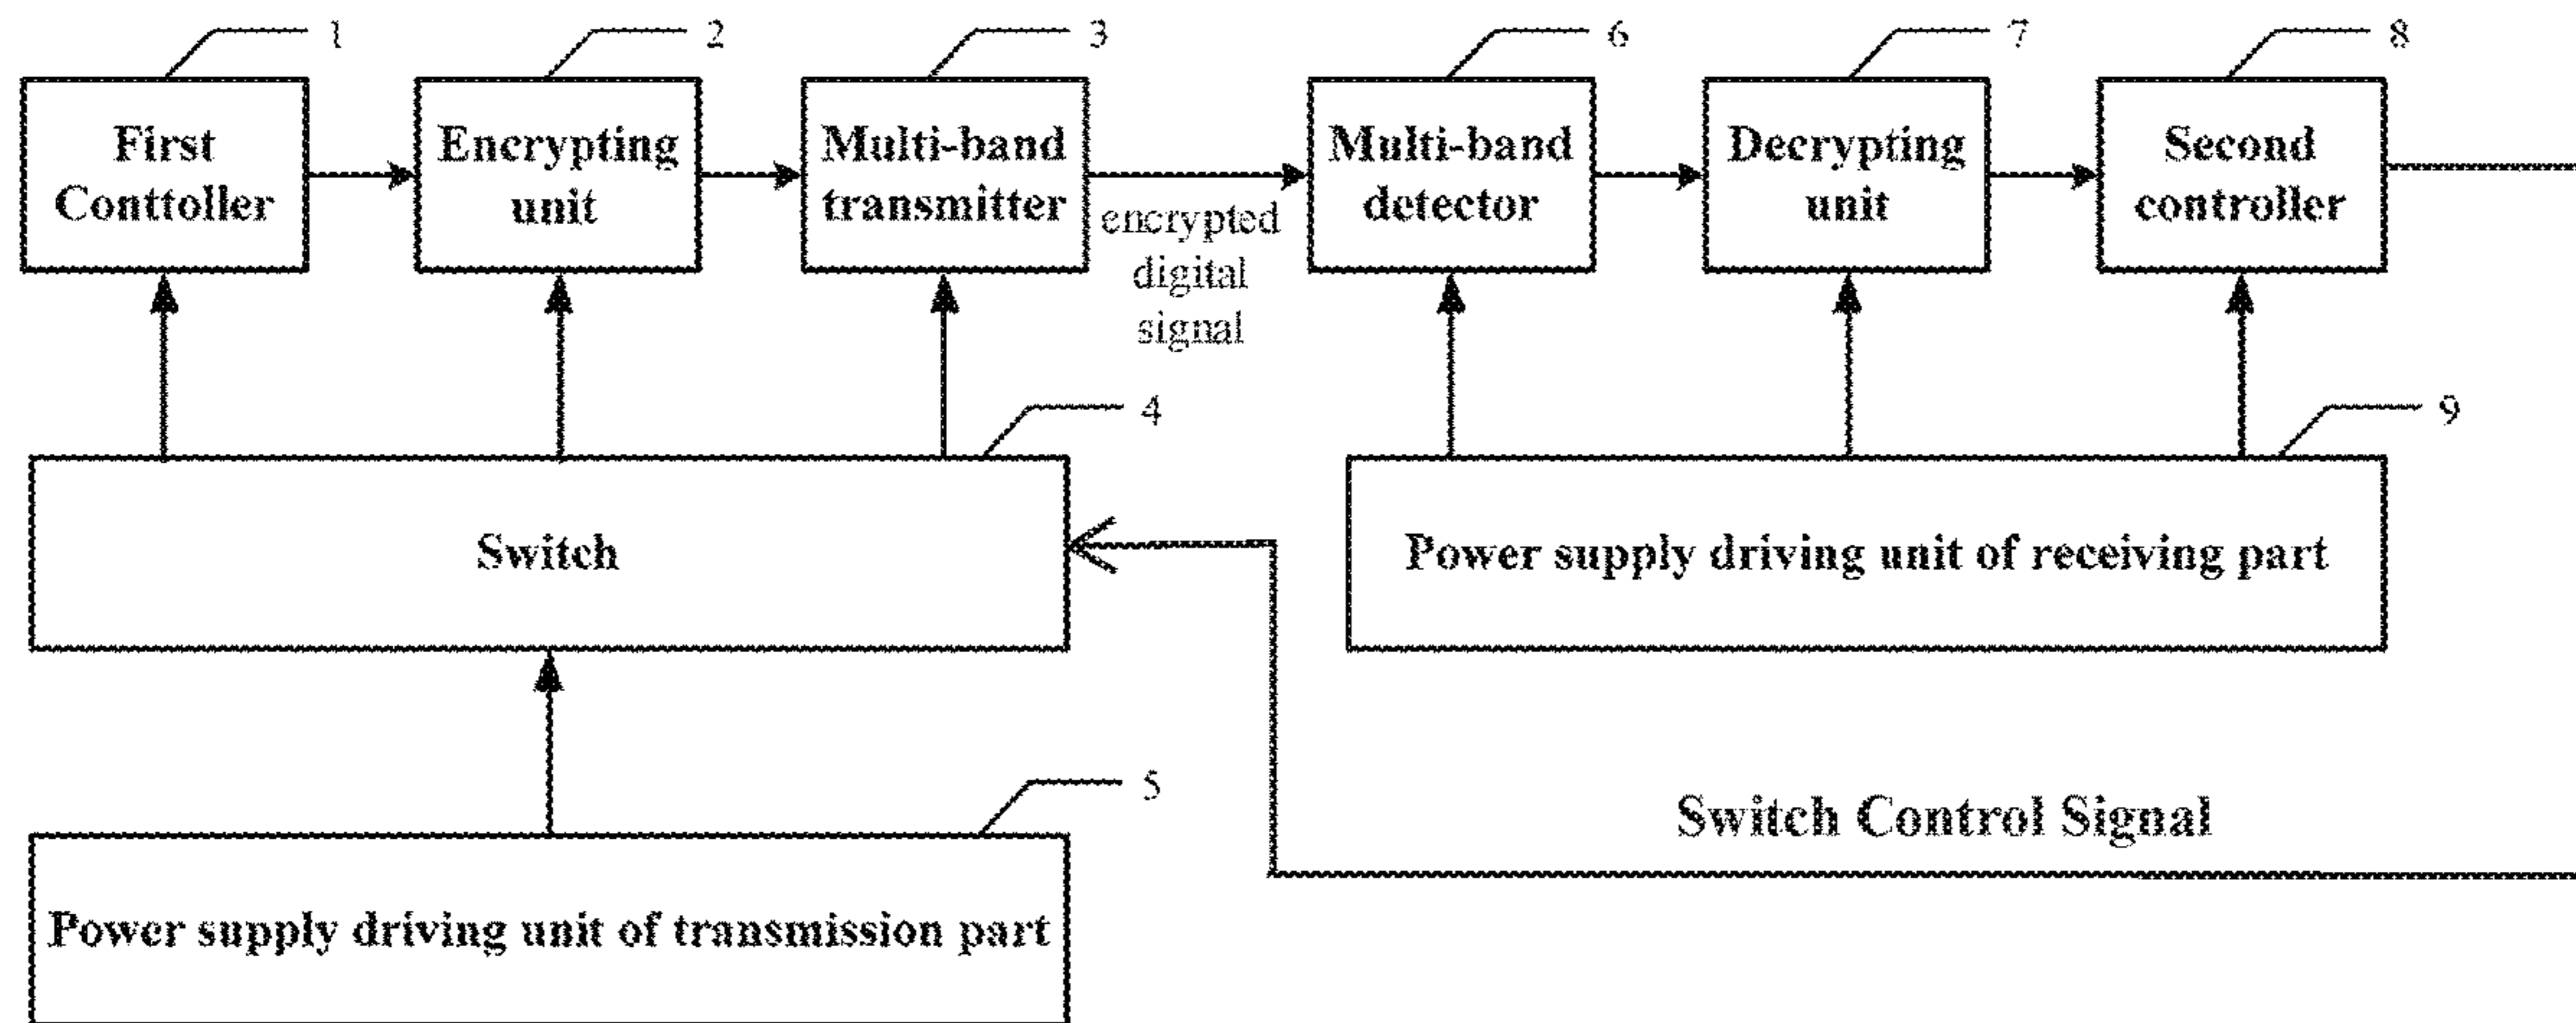 1
2
3
6
7
8
First
Conttoller
Encrypting
unit
Multi-band
transmitter
encrypted
digital
signal
Multi-band
detector
Decrypting
unit
Second
controller
4
9
Switch
Power supply driving unit of receiving part
5
Switch Control Signal
Power supply driving unit of transmission part